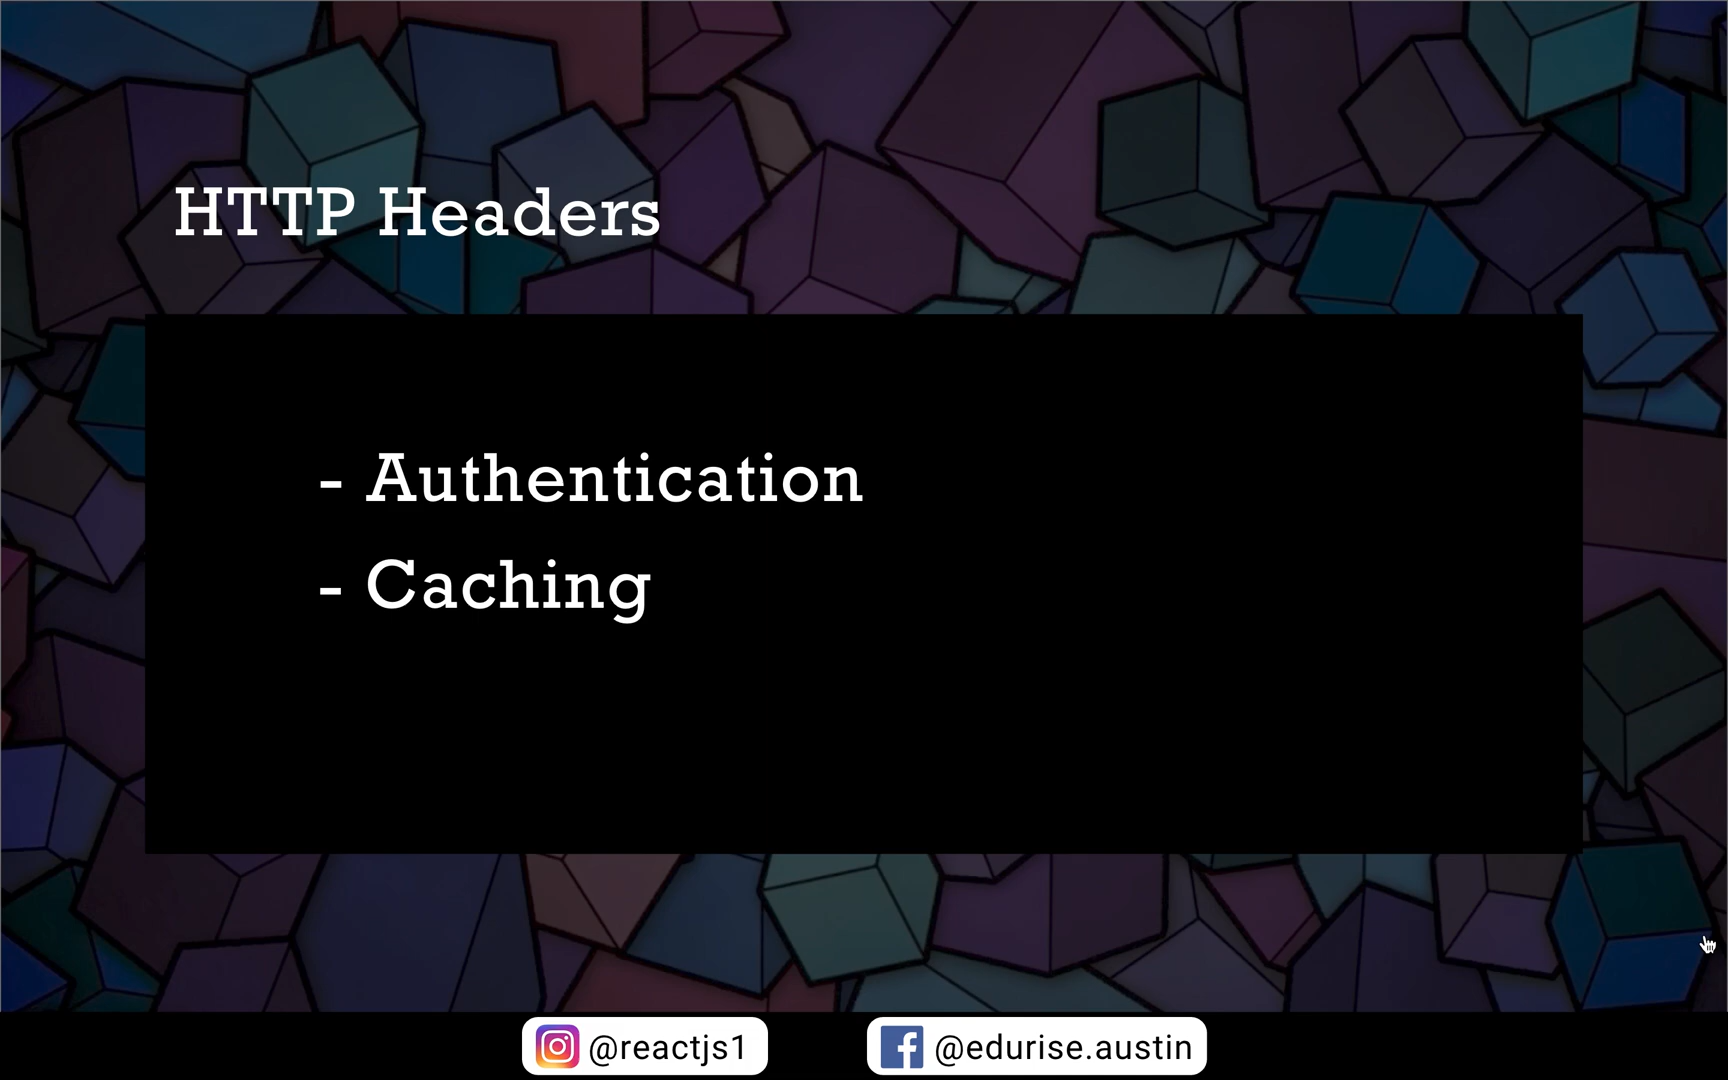 HTTP Headers
- Authentication
- Caching
@reactjs1
@edurise.austin